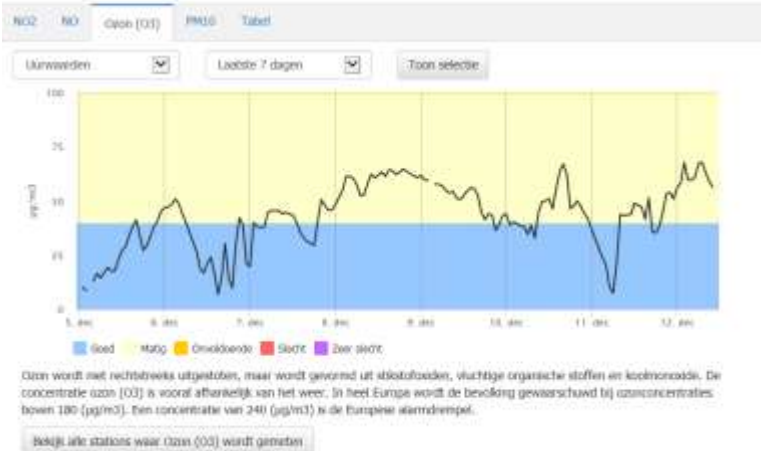 NO2 NO Ozon (O3) PM10 Tabel
Uurwaarden Laatste 7 dagen Toon selectie
100
75
50
25
0
µg/m3
5. dec 6. dec 7. dec 8. dec 9. dec 10. dec 11. dec 12. dec
Goed Matig Onvoldoende Slecht Zeer slecht
Ozon wordt niet rechtstreeks uitgestoten, maar wordt gevormd uit stikstofoxiden, vluchtige organische stoffen en koolmonoxide. De
concentratie ozon (O3) is vooral afhankelijk van het weer. In heel Europa wordt de bevolking gewaarschuwd bij ozonconcentraties
boven 180 (µg/m3). Een concentratie van 240 (µg/m3) is de Europese alarmdrempel.
Bekijk alle stations waar Ozon (O3) wordt gemeten